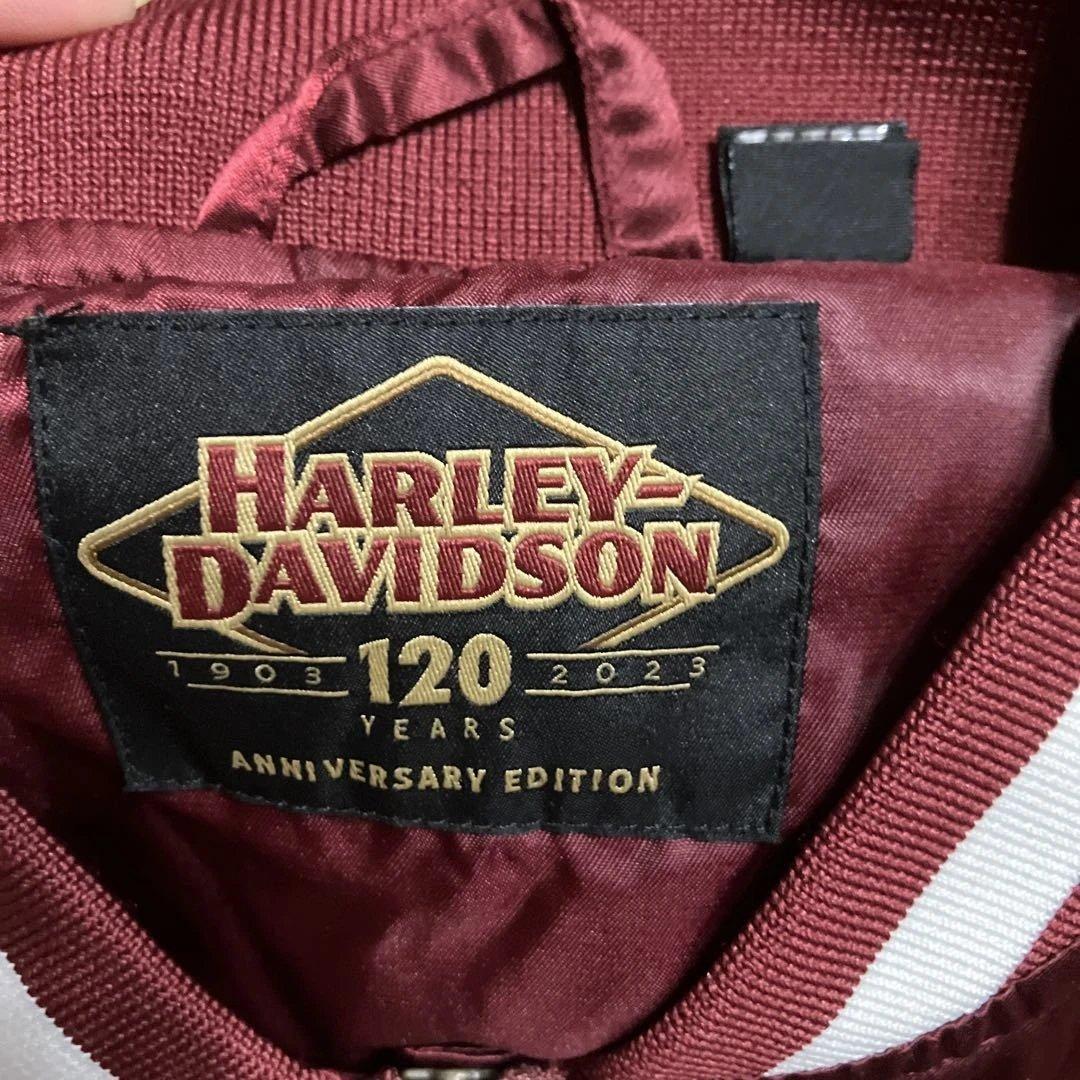 HARLEY-
DAVIDSON
1903 120 2023
YEARS
ANNIVERSARY EDITION